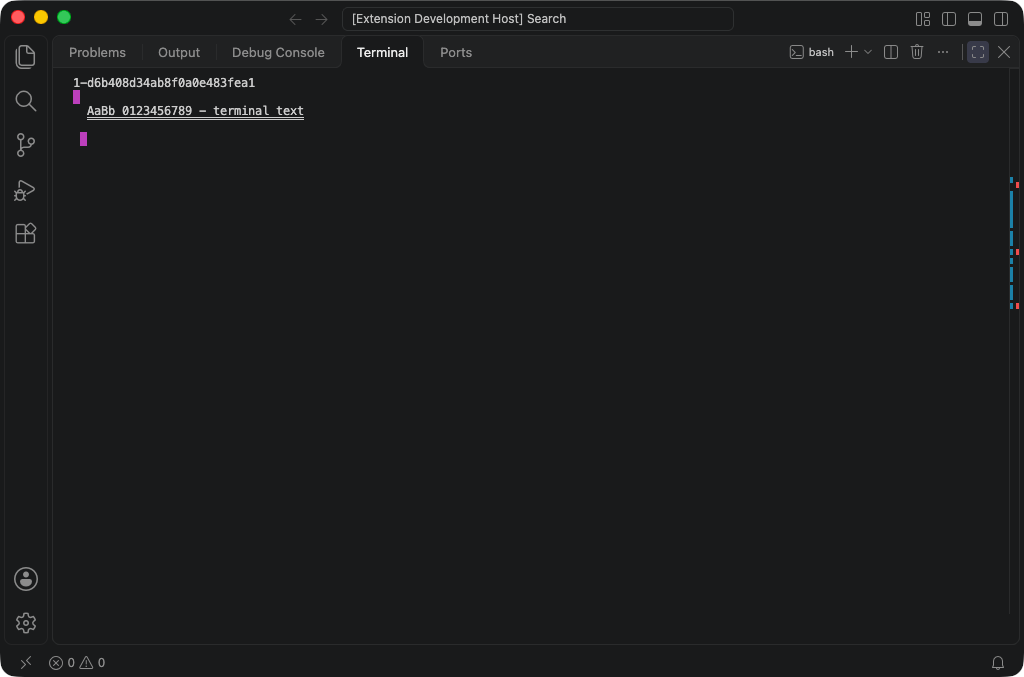 [Extension Development Host] Search
Problems Output Debug Console Terminal Ports
bash
1-d6b408d34ab8f0a0e483fea1
AaBb 0123456789 - terminal text
0 0